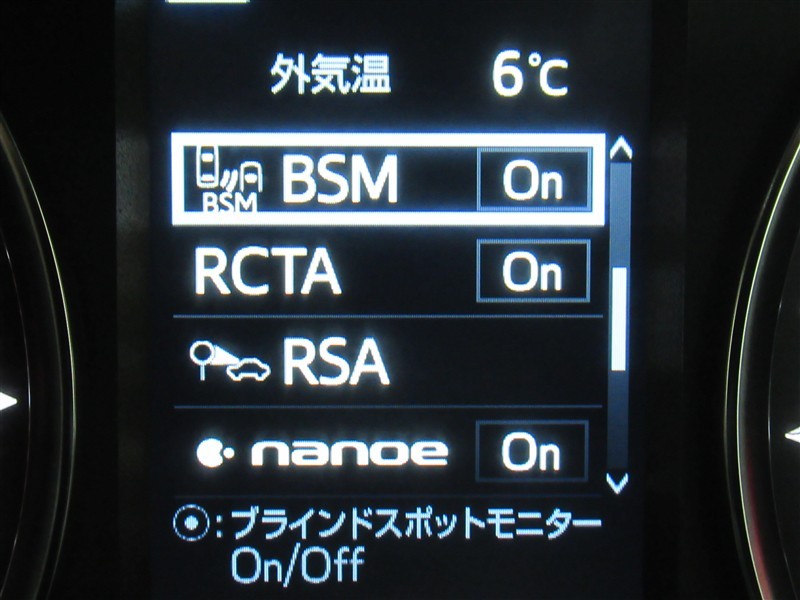 外気温 6℃
BSM BSM On
RCTA On
RSA
nanoe On
:ブラインドスポットモニター
On/Off